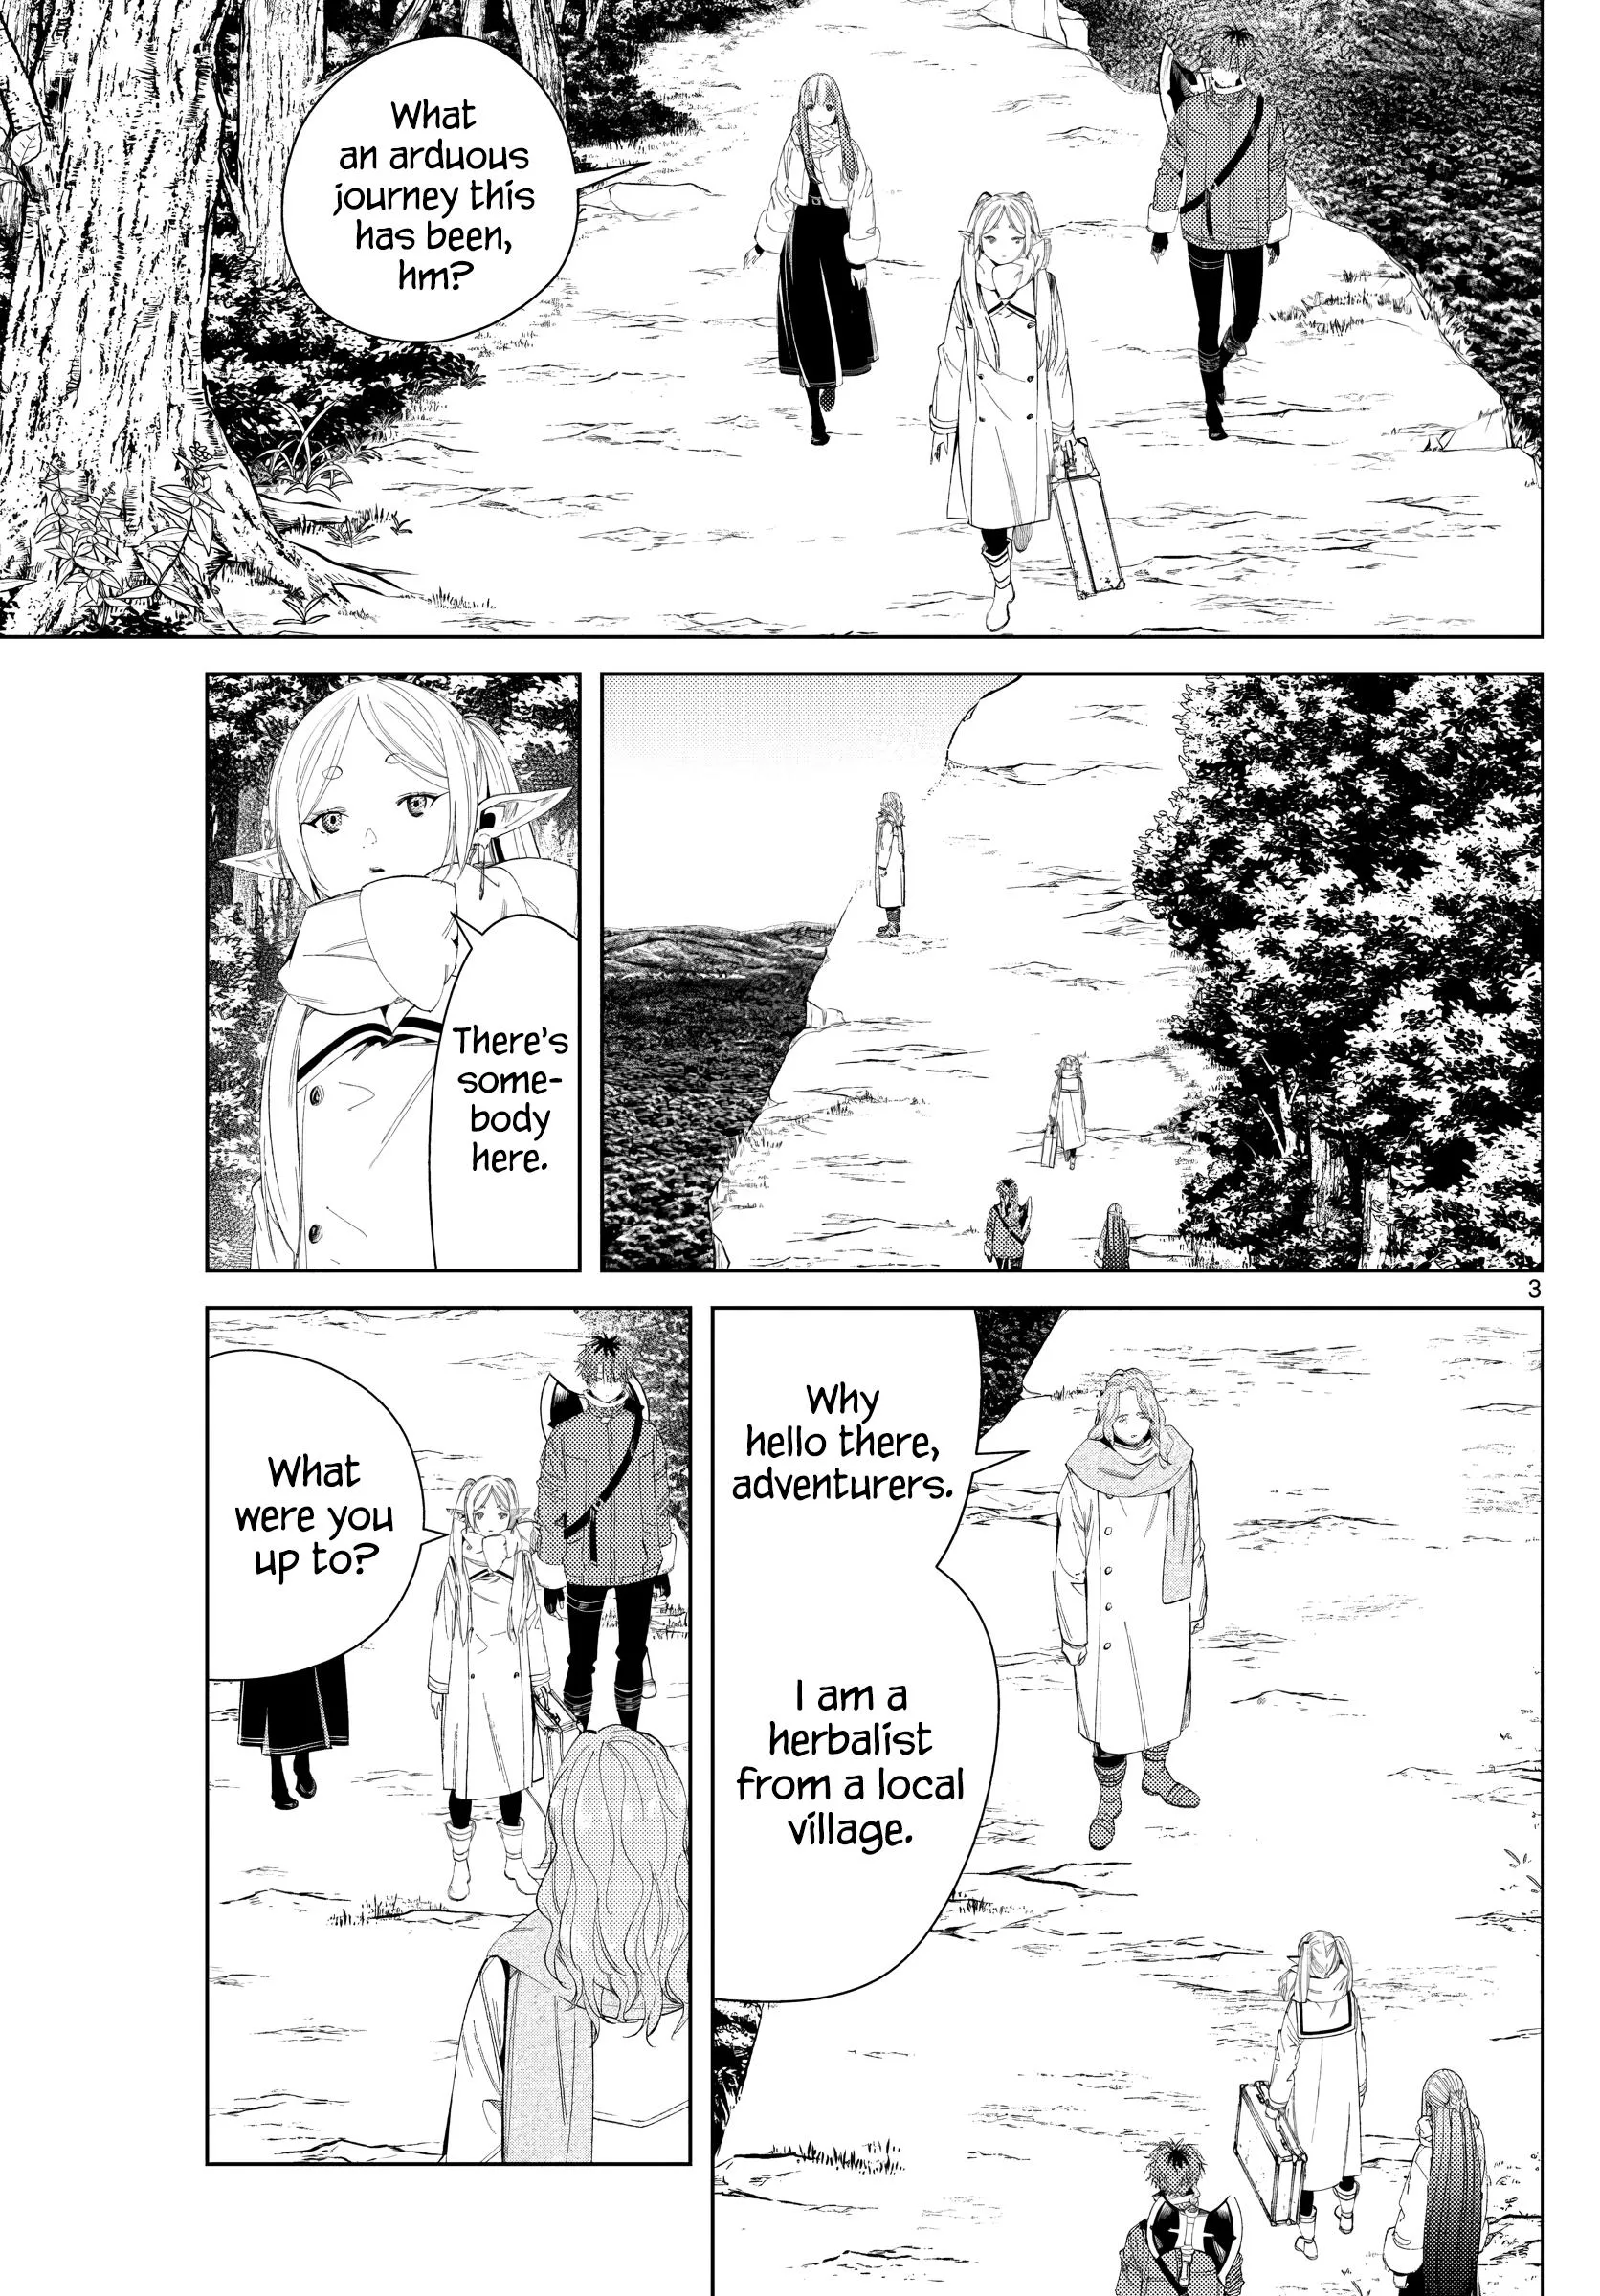 What
an arduous
journey this
has been,
hm?
There's
some-
body
here.
3
Why
hello there,
adventurers.
I am a
herbalist
from a local
village.
What
were you
up to?